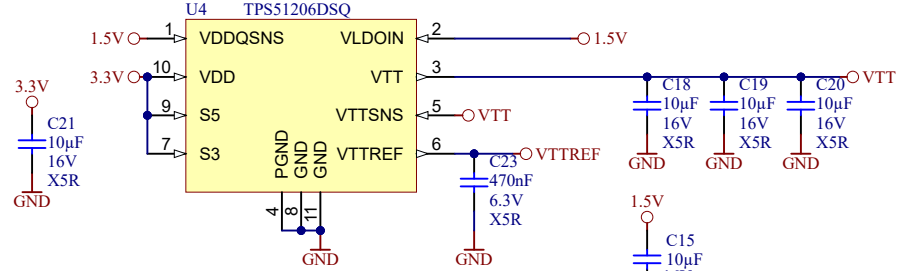 U4 TPS51206DSQ
1.5V 1 VDDQSNS VLDOIN 2 1.5V
3.3V 10 VDD VTT 3 VTT
9 S5 VTTSNS 5 VTT
7 S3 VTTREF 6 VTTREF
PGND GND GND
4 8 11
GND
3.3V
C21
10µF
16V
X5R
GND
C23
470nF
6.3V
X5R
GND
C18
10µF
16V
X5R
GND
C19
10µF
16V
X5R
GND
C20
10µF
16V
X5R
GND
1.5V
C15
10µF